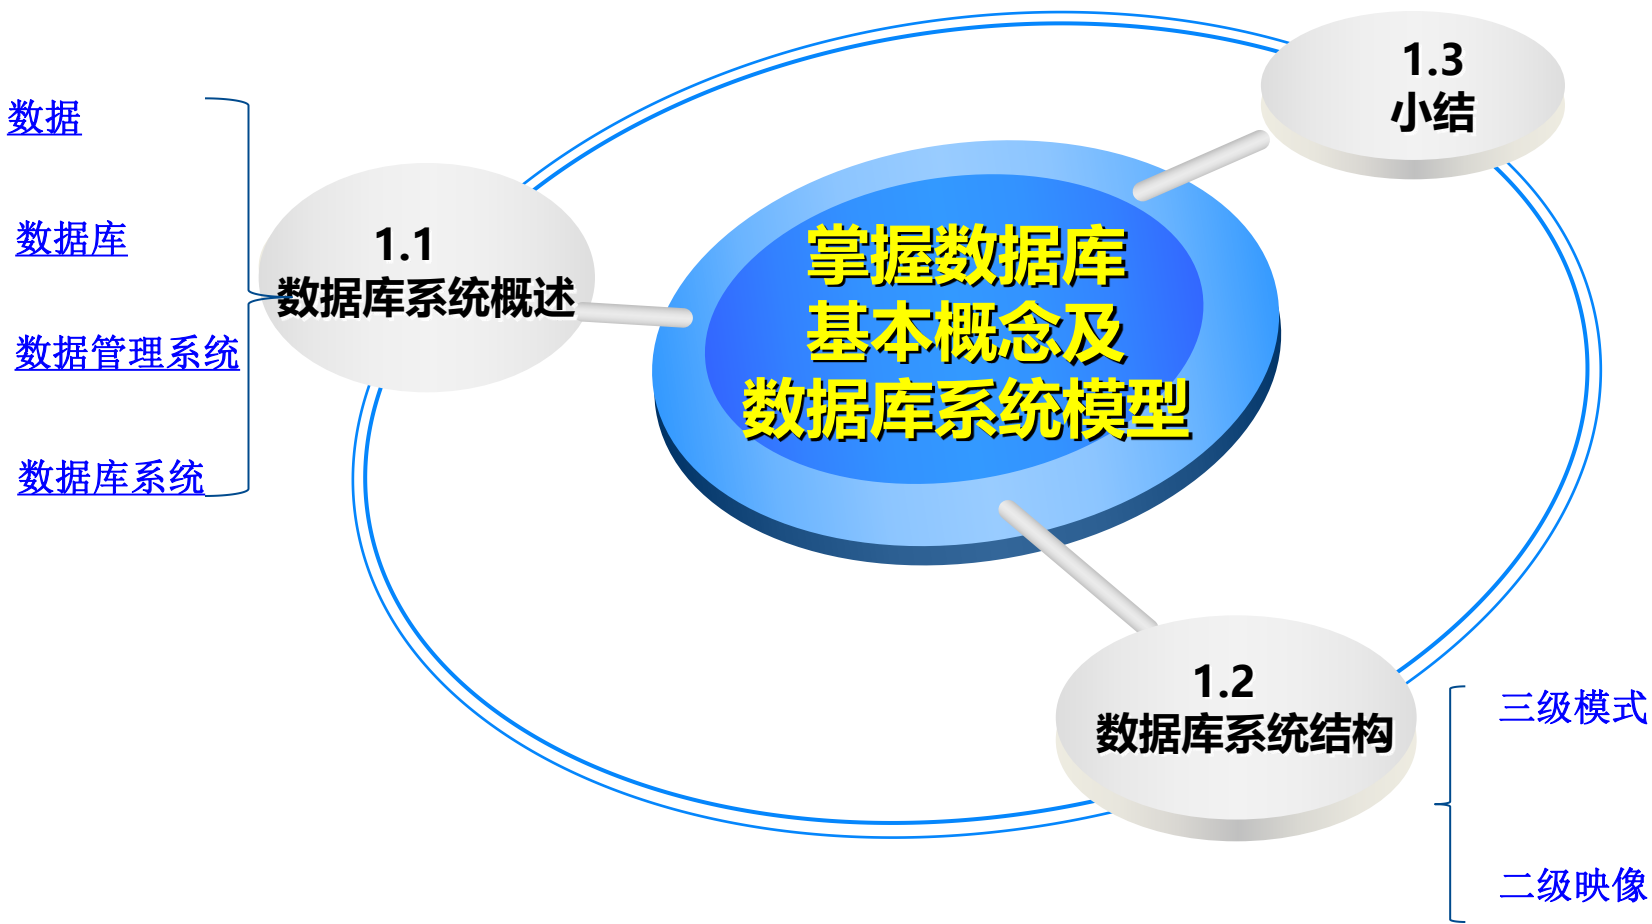 数据
数据库
数据管理系统
数据库系统
1.1
数据库系统概述
掌握数据库
基本概念及
数据库系统模型
1.3
小结
1.2
数据库系统结构
三级模式
二级映像